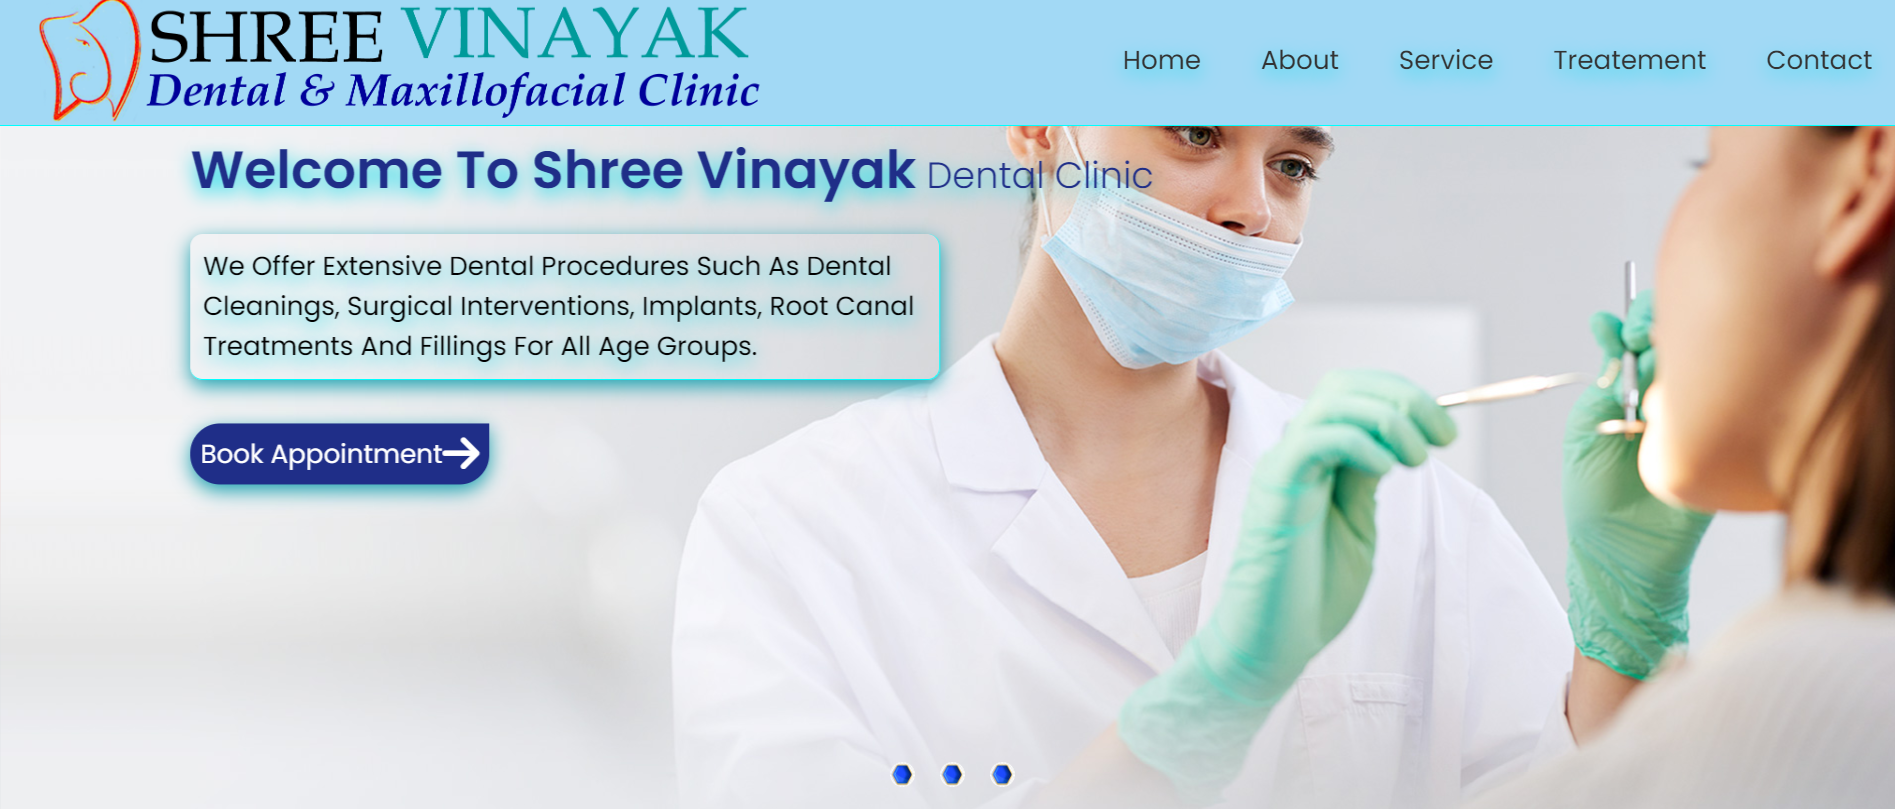 SHREE VINAYAK
Dental & Maxillofacial Clinic
Home About Service Treatement Contact
Welcome To Shree Vinayak Dental Clinic
We Offer Extensive Dental Procedures Such As Dental
Cleanings, Surgical Interventions, Implants, Root Canal
Treatments And Fillings For All Age Groups.
Book Appointment